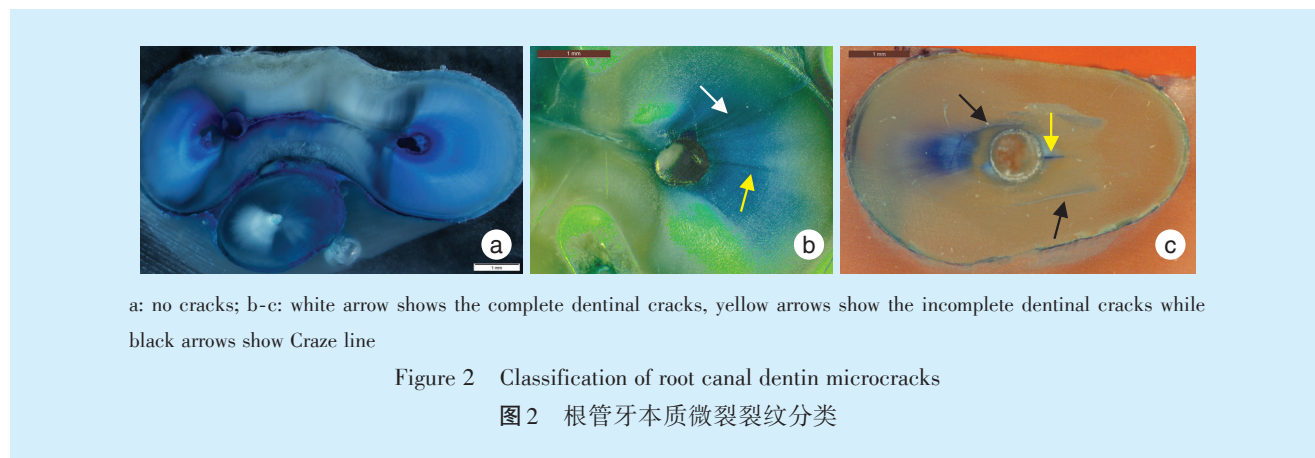 1 mm
1 mm
1 mm
a
b
c
a: no cracks; b-c: white arrow shows the complete dentinal cracks, yellow arrows show the incomplete dentinal cracks while
black arrows show Craze line
Figure 2 Classification of root canal dentin microcracks
图2 根管牙本质微裂裂纹分类